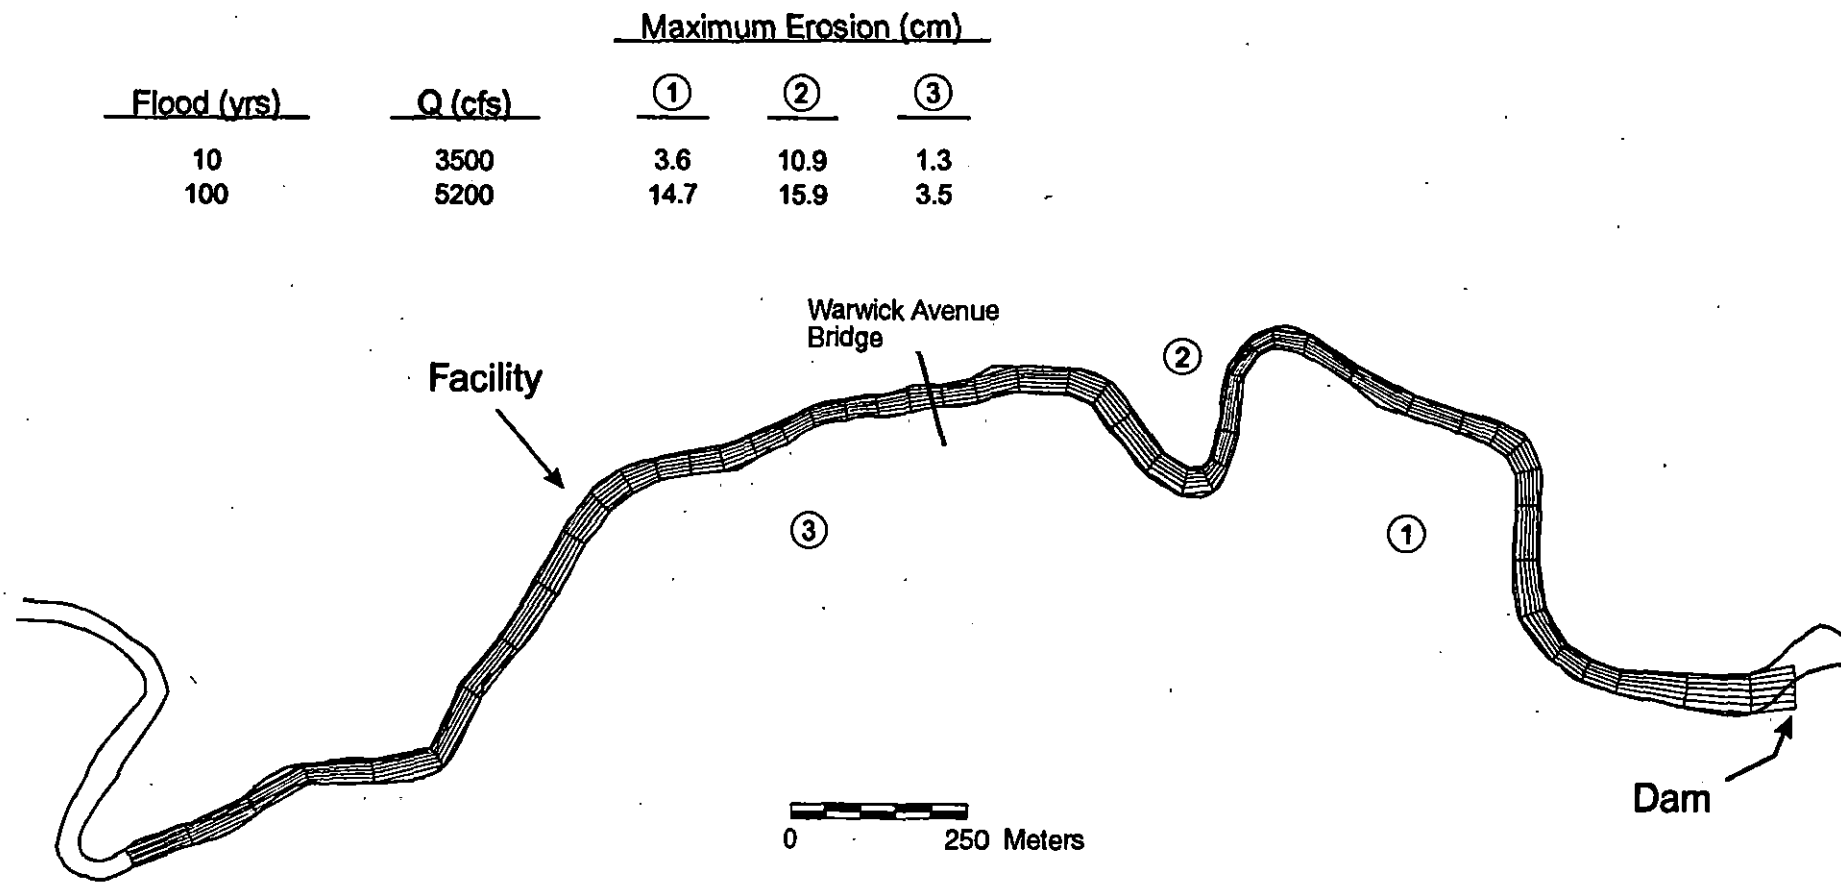 Maximum Erosion (cm)
Flood (yrs) Q (cfs) ① ② ③
10 3500 3.6 10.9 1.3
100 5200 14.7 15.9 3.5
Warwick Avenue
Bridge
②
Facility
③
①
Dam
0 250 Meters